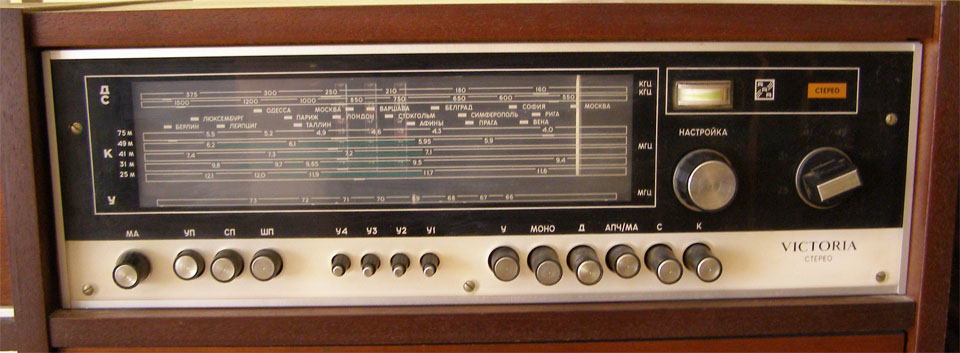 Д 375 300 250 210 180 160 КГЦ
С 1500 1200 1000 850 750 650 600 550 КГЦ
ОДЕССА МОСКВА ВАРШАВА БЕЛГРАД СОФИЯ МОСКВА
ЛЮКСЕМБУРГ ПАРИЖ ЛОНДОН СТОКГОЛЬМ СИМФЕРОПОЛЬ РИГА
БЕРЛИН ЛЕЙПЦИГ ТАЛЛИН АФИНЫ ПРАГА ВЕНА
75 М 5.5 5.2 4.9 4.6 4.3 4.0
49 М 6.2 6.1 5.95 5.9 МГЦ
К 41 М 7.4 7.3 7.2 7.1
31 М 9.8 9.7 9.65 9.5 9.4
25 М 12.1 12.0 11.9 11.7 11.6
У 73 72 71 70 68 67 66 МГЦ
СТЕРЕО
НАСТРОЙКА
МА УП СП ШП У4 У3 У2 У1 У МОНО Д АПЧ/МА С К
VICTORIA
СТЕРЕО